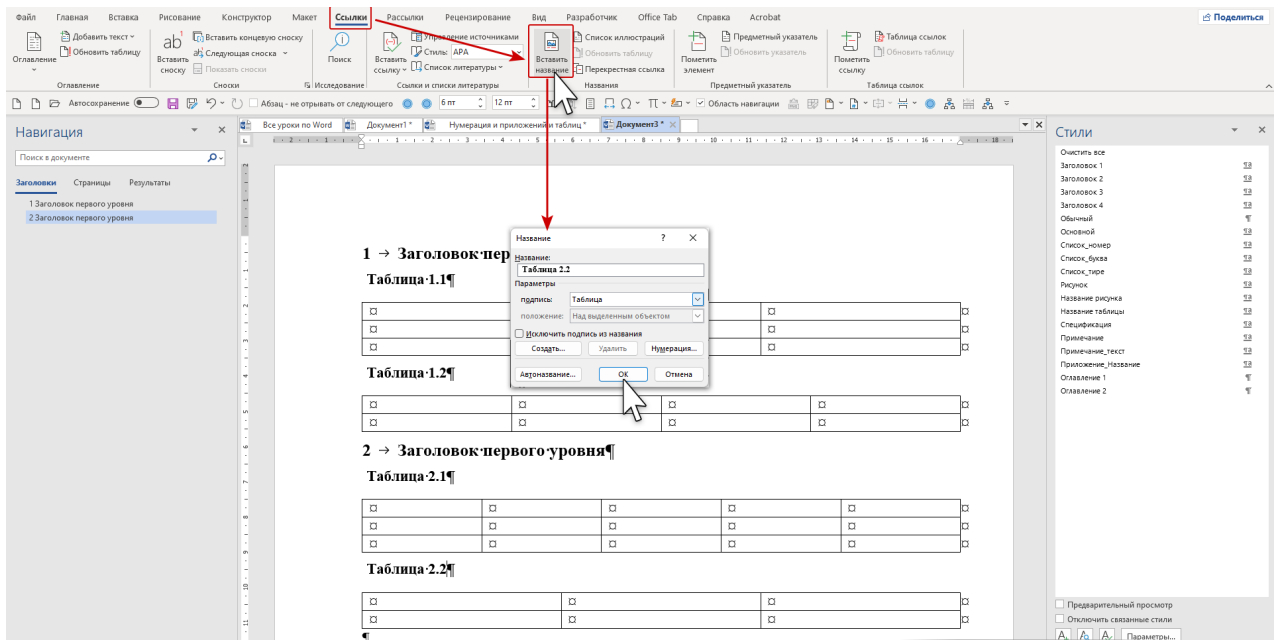 Файл Главная Вставка Рисование Конструктор Макет Ссылки Рассылки Рецензирование Вид Разработчик Office Tab Справка Acrobat Поделиться
Оглавление
Добавить текст
Обновить таблицу
Оглавление
ab¹
Вставить сноску
Вставить концевую сноску
Следующая сноска
Показать сноски
Сноски
Поиск
Исследование
Вставить ссылку
Управление источниками
Стиль: APA
Список литературы
Ссылки и списки литературы
Вставить название
Список иллюстраций
Обновить таблицу
Перекрестная ссылка
Названия
Пометить элемент
Предметный указатель
Обновить указатель
Предметный указатель
Пометить ссылку
Таблица ссылок
Обновить таблицу
Таблица ссылок
Автосохранение Абзац - не отрывать от следующего 6 пт 12 пт Область навигации
Все уроки по Word Документ1 * Нумерация и приложений и таблиц * Документ3 *
Навигация
Поиск в документе
Заголовки Страницы Результаты
1 Заголовок первого уровня
2 Заголовок первого уровня
1 → Заголовок·пер
Таблица·1.1¶
Таблица·1.2¶
2 → Заголовок·первого·уровня¶
Таблица·2.1¶
Таблица·2.2¶
¶
Название ? ×
Название:
Таблица 2.2
Параметры
подпись: Таблица
положение: Над выделенным объектом
Исключить подпись из названия
Создать... Удалить Нумерация...
Автоназвание... ОК Отмена
Стили
Очистить все
Заголовок 1
Заголовок 2
Заголовок 3
Заголовок 4
Обычный
Основной
Список_номер
Список_буква
Список_тире
Рисунок
Название рисунка
Название таблицы
Спецификация
Примечание
Примечание_текст
Приложение_Название
Оглавление 1
Оглавление 2
Предварительный просмотр
Отключить связанные стили
Параметры...